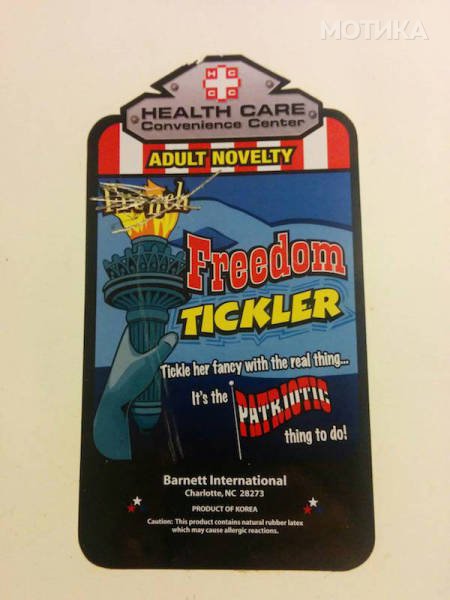 МОТИКА
H C
C C
HEALTH CARE
Convenience Center
ADULT NOVELTY
French
Freedom
TICKLER
Tickle her fancy with the real thing...
It's the PATRIOTIC
thing to do!
Barnett International
Charlotte, NC 28273
PRODUCT OF KOREA
Caution: This product contains natural rubber latex
which may cause allergic reactions.